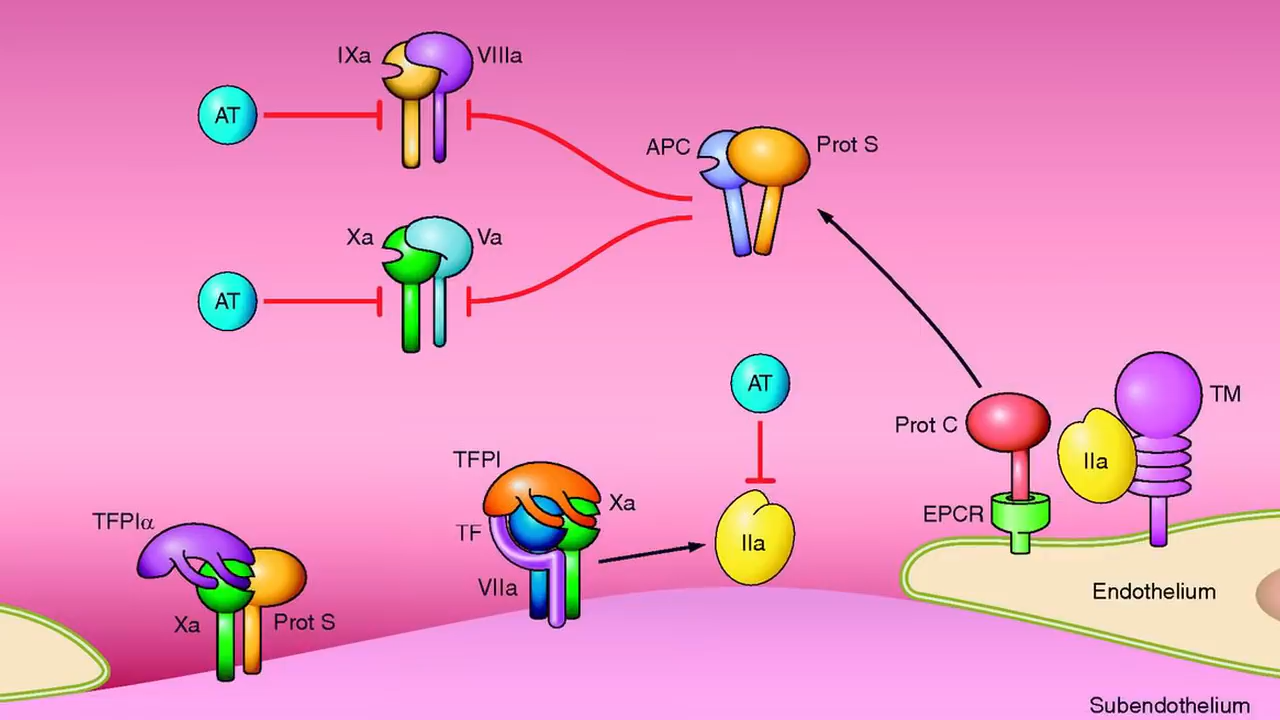 IXa
VIIIa
AT
APC
Prot S
Xa
Va
AT
AT
TM
Prot C
IIa
TFPI
Xa
EPCR
TFPIα
TF
IIa
VIIa
Endothelium
Xa
Prot S
Subendothelium